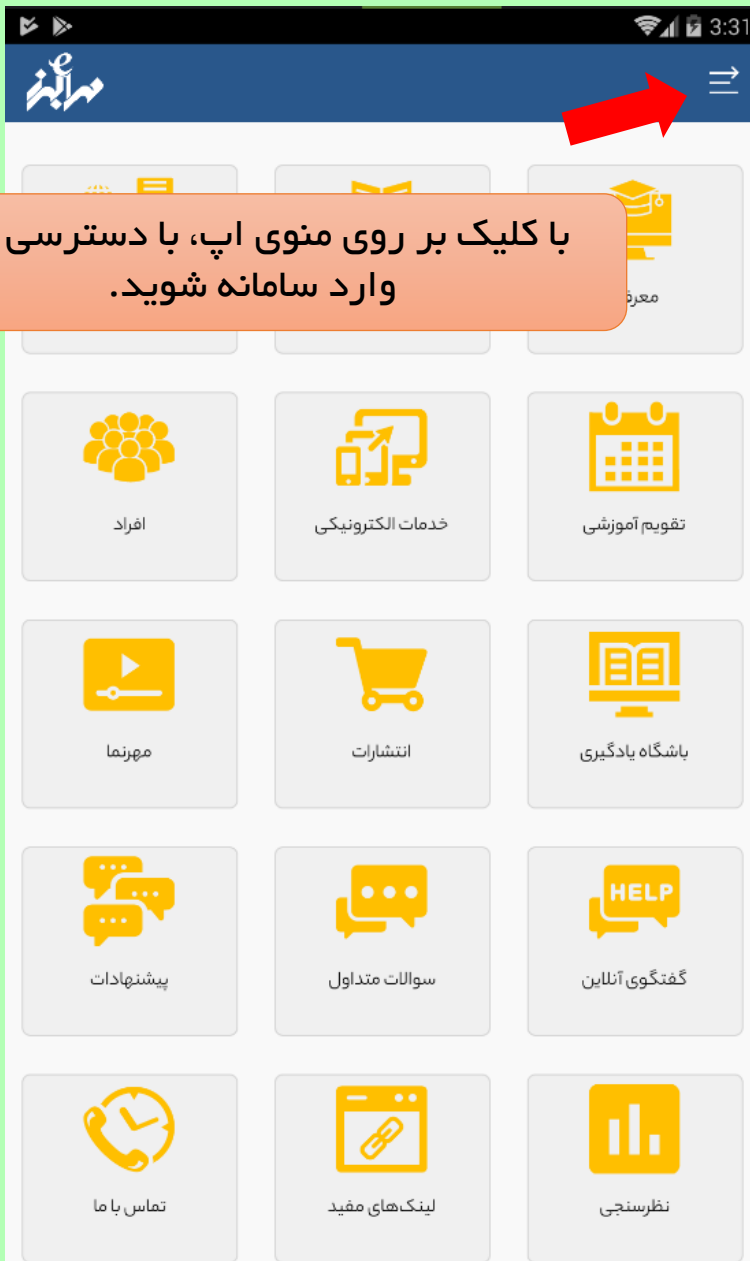 3:31
مهرالبرز
با کلیک بر روی منوی اپ، با دسترسی
وارد سامانه شوید.
تقویم آموزشی
خدمات الکترونیکی
افراد
باشگاه یادگیری
انتشارات
مهرنما
HELP
گفتگوی آنلاین
سوالات متداول
پیشنهادات
نظرسنجی
لینک‌های مفید
تماس با ما